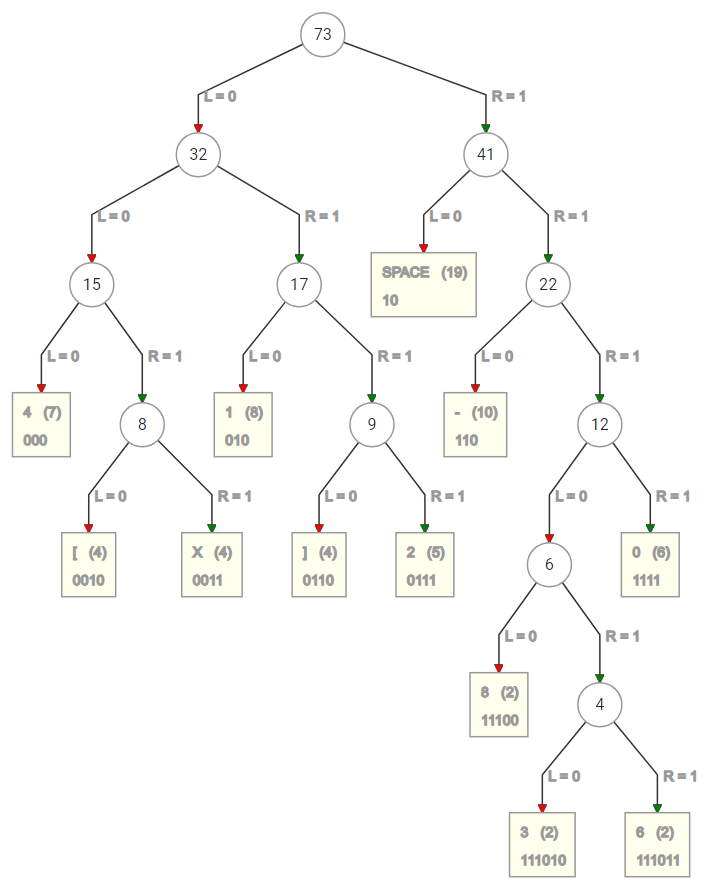 73
L = 0
R = 1
32
41
L = 0
R = 1
L = 0
R = 1
15
17
SPACE (19)
10
22
L = 0
R = 1
L = 0
R = 1
L = 0
R = 1
4 (7)
000
8
1 (8)
010
9
- (10)
110
12
L = 0
R = 1
L = 0
R = 1
L = 0
R = 1
[ (4)
0010
X (4)
0011
] (4)
0110
2 (5)
0111
6
0 (6)
1111
L = 0
R = 1
8 (2)
11100
4
L = 0
R = 1
3 (2)
111010
6 (2)
111011